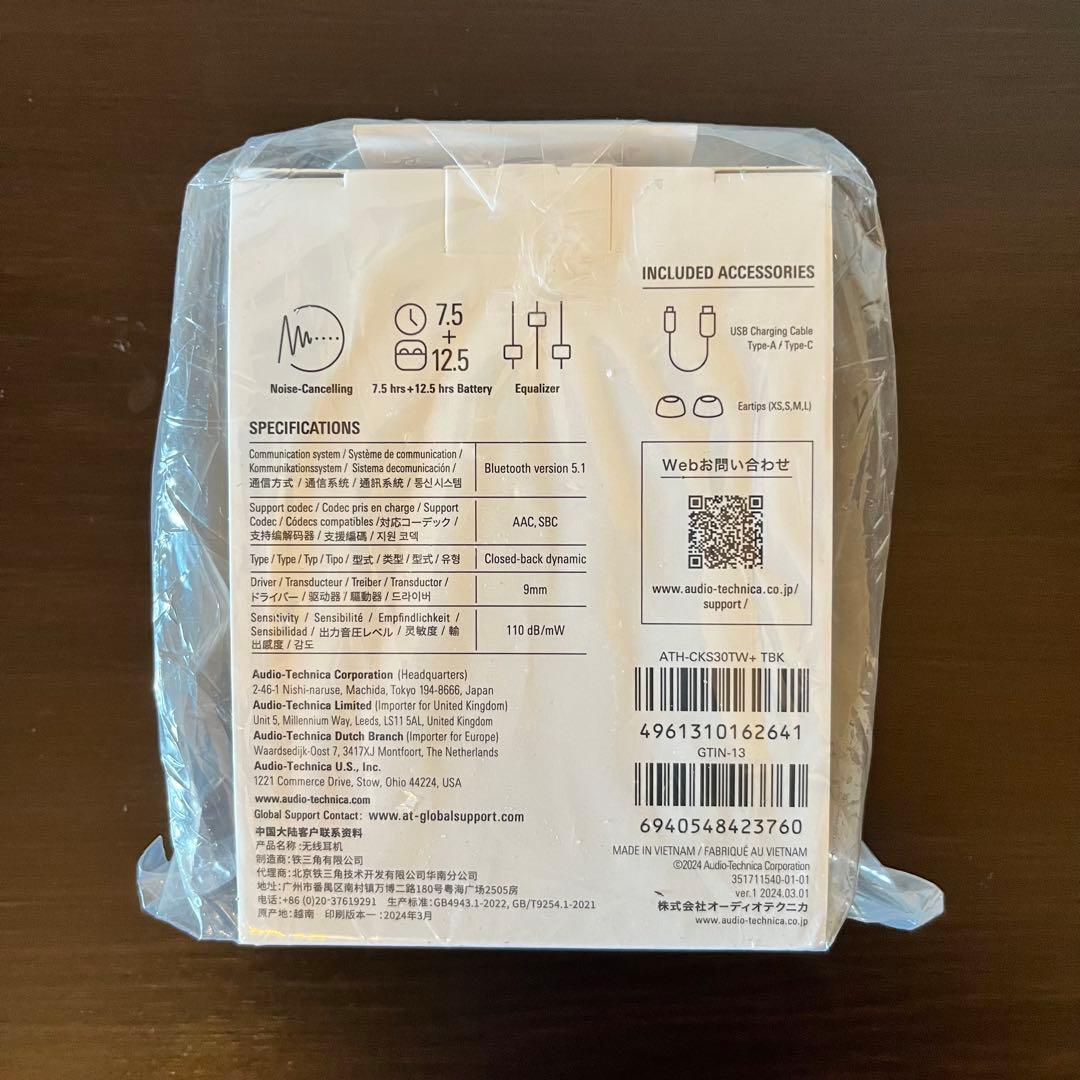 7.5
+
12.5
Noise-Cancelling
7.5 hrs+12.5 hrs Battery
Equalizer
INCLUDED ACCESSORIES
USB Charging Cable
Type-A / Type-C
Eartips (XS,S,M,L)
SPECIFICATIONS
Communication system / Système de communication /
Kommunikationssystem / Sistema decomunicación /
通信方式 / 通信系统 / 通訊系統 / 통신 시스템
Bluetooth version 5.1
Support codec / Codec pris en charge / Support
Codec / Códecs compatibles /対応コーデック /
支持编解码器 / 支援編碼 / 지원 코덱
AAC, SBC
Type / Type / Typ / Tipo / 型式 / 类型 / 型式 / 유형
Closed-back dynamic
Driver / Transducteur / Treiber / Transductor /
ドライバー / 驱动器 / 驅動器 / 드라이버
9mm
Sensitivity / Sensibilité / Empfindlichkeit /
Sensibilidad / 出力音圧レベル / 灵敏度 / 輸
出感度 / 감도
110 dB/mW
Webお問い合わせ
www.audio-technica.co.jp/
support/
Audio-Technica Corporation (Headquarters)
2-46-1 Nishi-naruse, Machida, Tokyo 194-8666, Japan
Audio-Technica Limited (Importer for United Kingdom)
Unit 5, Millennium Way, Leeds, LS11 5AL, United Kingdom
Audio-Technica Dutch Branch (Importer for Europe)
Waardsedijk-Oost 7, 3417XJ Montfoort, The Netherlands
Audio-Technica U.S., Inc.
1221 Commerce Drive, Stow, Ohio 44224, USA
www.audio-technica.com
Global Support Contact: www.at-globalsupport.com
中国大陆客户联系资料
产品名称:无线耳机
制造商:铁三角有限公司
代理商:北京铁三角技术开发有限公司华南分公司
地址:广州市番禺区南村镇万博二路180号粤海广场2505房
电话:+86 (0)20-37619291 生产标准:GB4943.1-2022, GB/T9254.1-2021
原产地:越南 印刷版本一:2024年3月
ATH-CKS30TW+ TBK
4961310162641
GTIN-13
6940548423760
MADE IN VIETNAM / FABRIQUÉ AU VIETNAM
©2024 Audio-Technica Corporation
351711540-01-01
ver.1 2024.03.01
株式会社オーディオテクニカ
www.audio-technica.co.jp